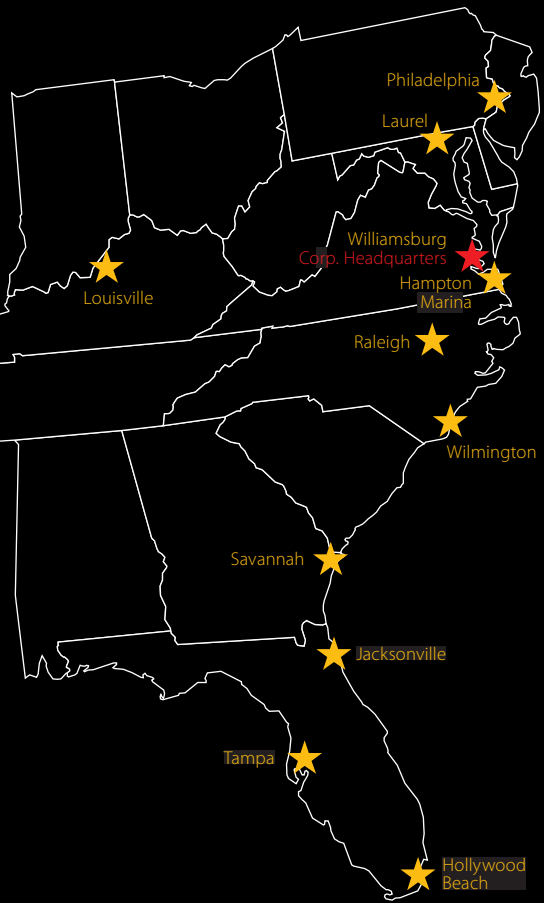 Philadelphia
Laurel
Williamsburg
Corp. Headquarters
Louisville
Hampton
Marina
Raleigh
Wilmington
Savannah
Jacksonville
Tampa
Hollywood
Beach